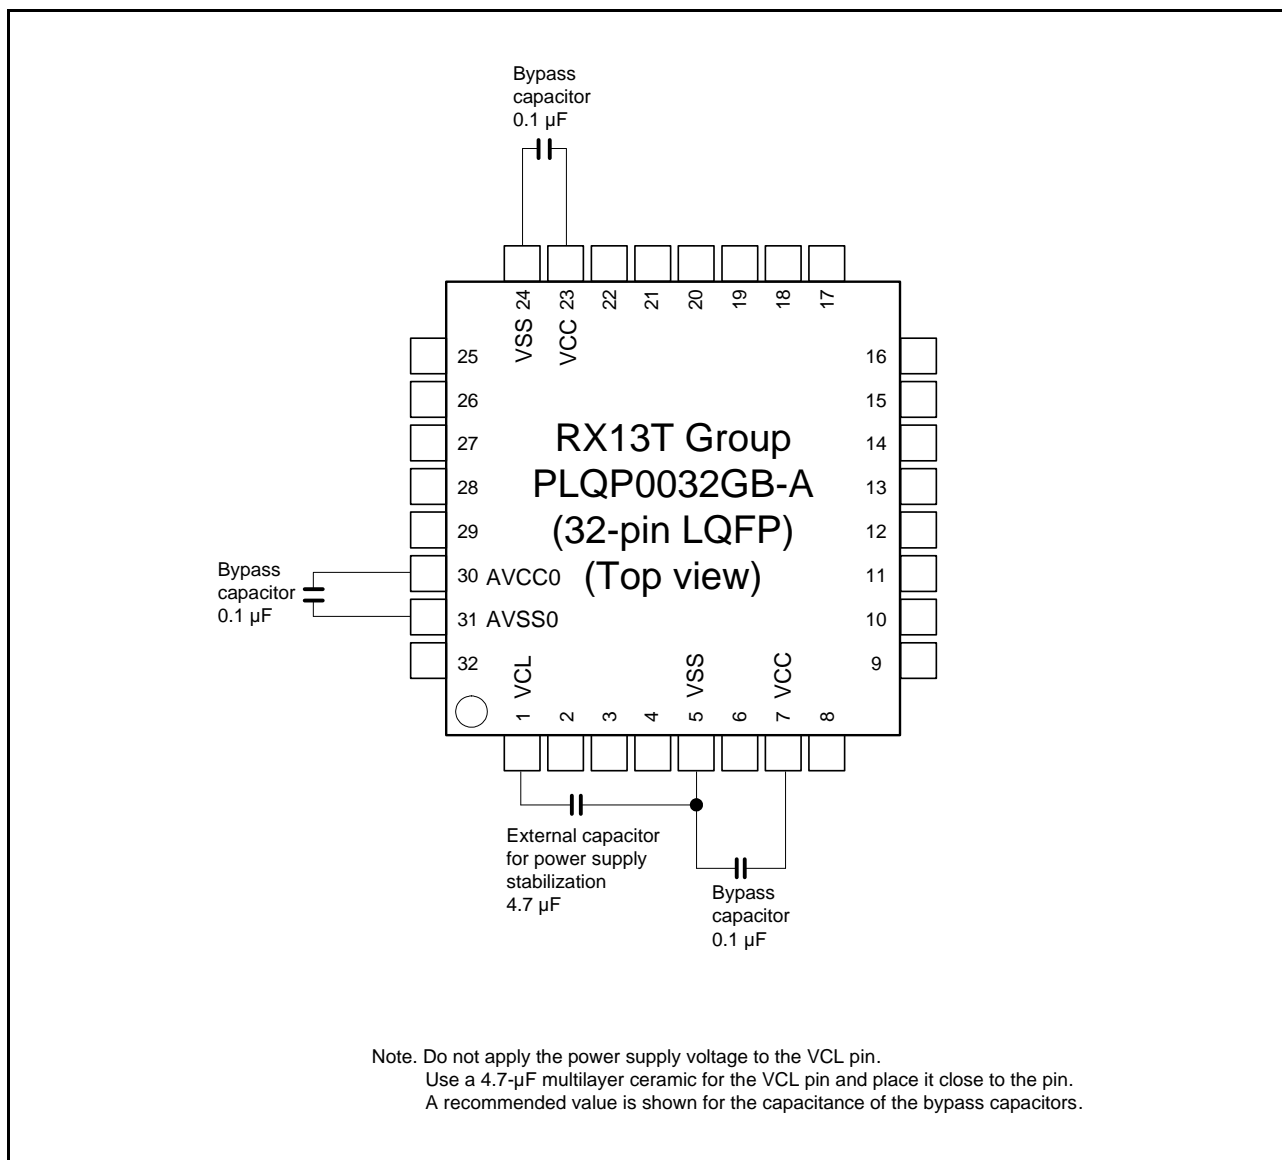 Bypass
capacitor
0.1 µF
24
23
22
21
20
19
18
17
VSS
VCC
25
26
27
28
29
30 AVCC0
31 AVSS0
32
16
15
14
13
12
11
10
9
RX13T Group
PLQP0032GB-A
(32-pin LQFP)
(Top view)
Bypass
capacitor
0.1 µF
VCL
VSS
VCC
1
2
3
4
5
6
7
8
External capacitor
for power supply
stabilization
4.7 µF
Bypass
capacitor
0.1 µF
Note. Do not apply the power supply voltage to the VCL pin.
Use a 4.7-µF multilayer ceramic for the VCL pin and place it close to the pin.
A recommended value is shown for the capacitance of the bypass capacitors.